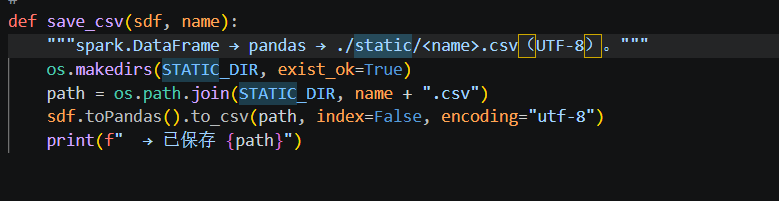 def save_csv(sdf, name):
    """spark.DataFrame → pandas → ./static/<name>.csv（UTF-8）。"""
    os.makedirs(STATIC_DIR, exist_ok=True)
    path = os.path.join(STATIC_DIR, name + ".csv")
    sdf.toPandas().to_csv(path, index=False, encoding="utf-8")
    print(f"  → 已保存 {path}")